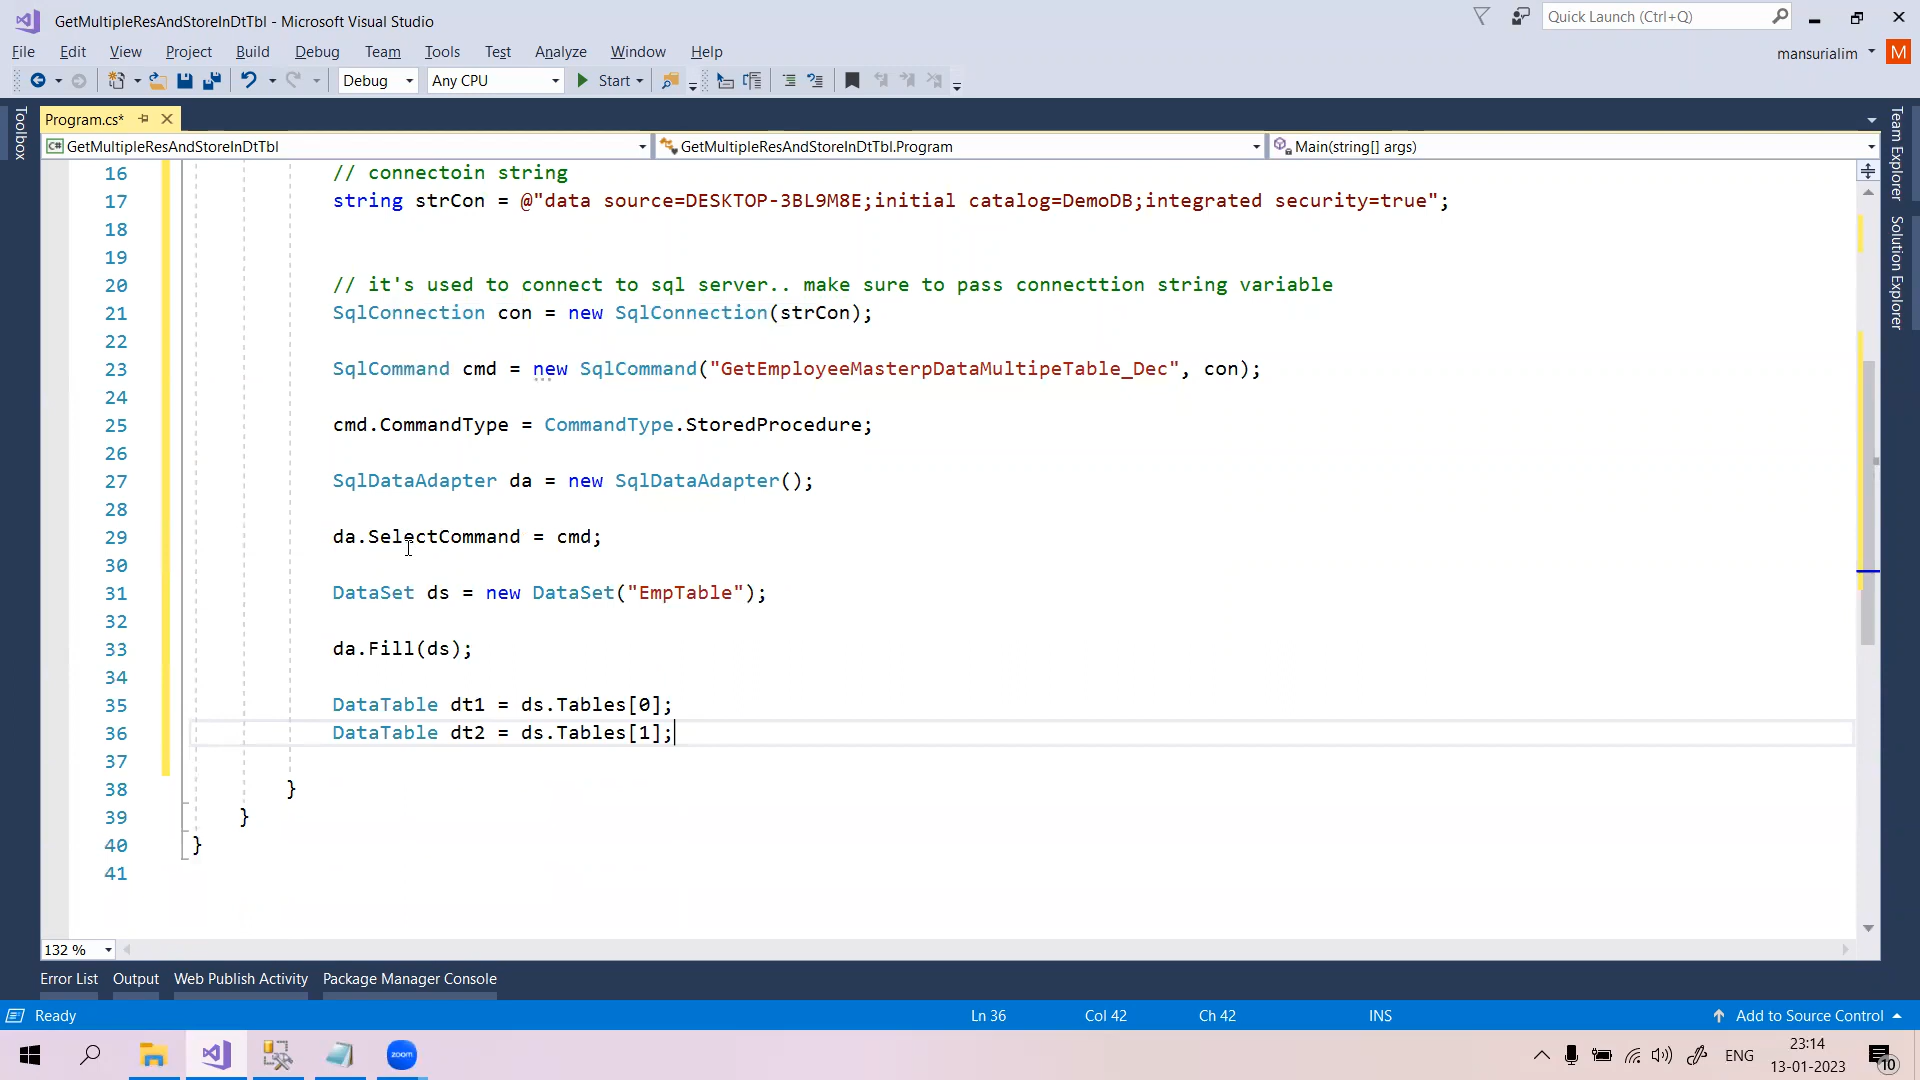 GetMultipleResAndStoreInDtTbl - Microsoft Visual Studio
Quick Launch (Ctrl+Q)
File Edit View Project Build Debug Team Tools Test Analyze Window Help
mansurialim M
Debug Any CPU Start
Toolbox
Program.cs*
Team Explorer
Solution Explorer
C# GetMultipleResAndStoreInDtTbl GetMultipleResAndStoreInDtTbl.Program Main(string[] args)
16 // connectoin string
17 string strCon = @"data source=DESKTOP-3BL9M8E;initial catalog=DemoDB;integrated security=true";
18
19
20 // it's used to connect to sql server.. make sure to pass connecttion string variable
21 SqlConnection con = new SqlConnection(strCon);
22
23 SqlCommand cmd = new SqlCommand("GetEmployeeMasterpDataMultipeTable_Dec", con);
24
25 cmd.CommandType = CommandType.StoredProcedure;
26
27 SqlDataAdapter da = new SqlDataAdapter();
28
29 da.SelectCommand = cmd;
30
31 DataSet ds = new DataSet("EmpTable");
32
33 da.Fill(ds);
34
35 DataTable dt1 = ds.Tables[0];
36 DataTable dt2 = ds.Tables[1];
37
38 }
39 }
40 }
41
132 %
Error List Output Web Publish Activity Package Manager Console
Ready Ln 36 Col 42 Ch 42 INS Add to Source Control
zoom
ENG
23:14
13-01-2023
10